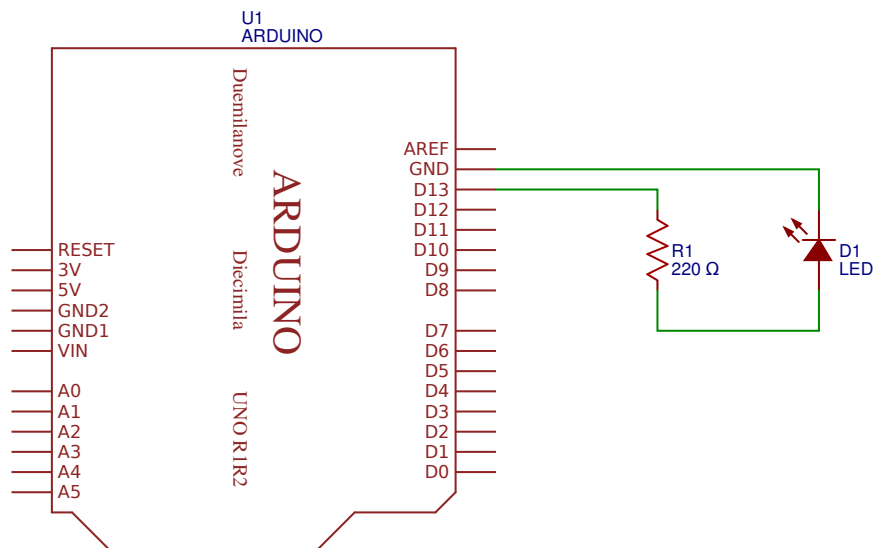 U1
ARDUINO
Duemilanove
Diecimila
UNO R1R2
ARDUINO
RESET
3V
5V
GND2
GND1
VIN
A0
A1
A2
A3
A4
A5
AREF
GND
D13
D12
D11
D10
D9
D8
D7
D6
D5
D4
D3
D2
D1
D0
R1
220 Ω
D1
LED